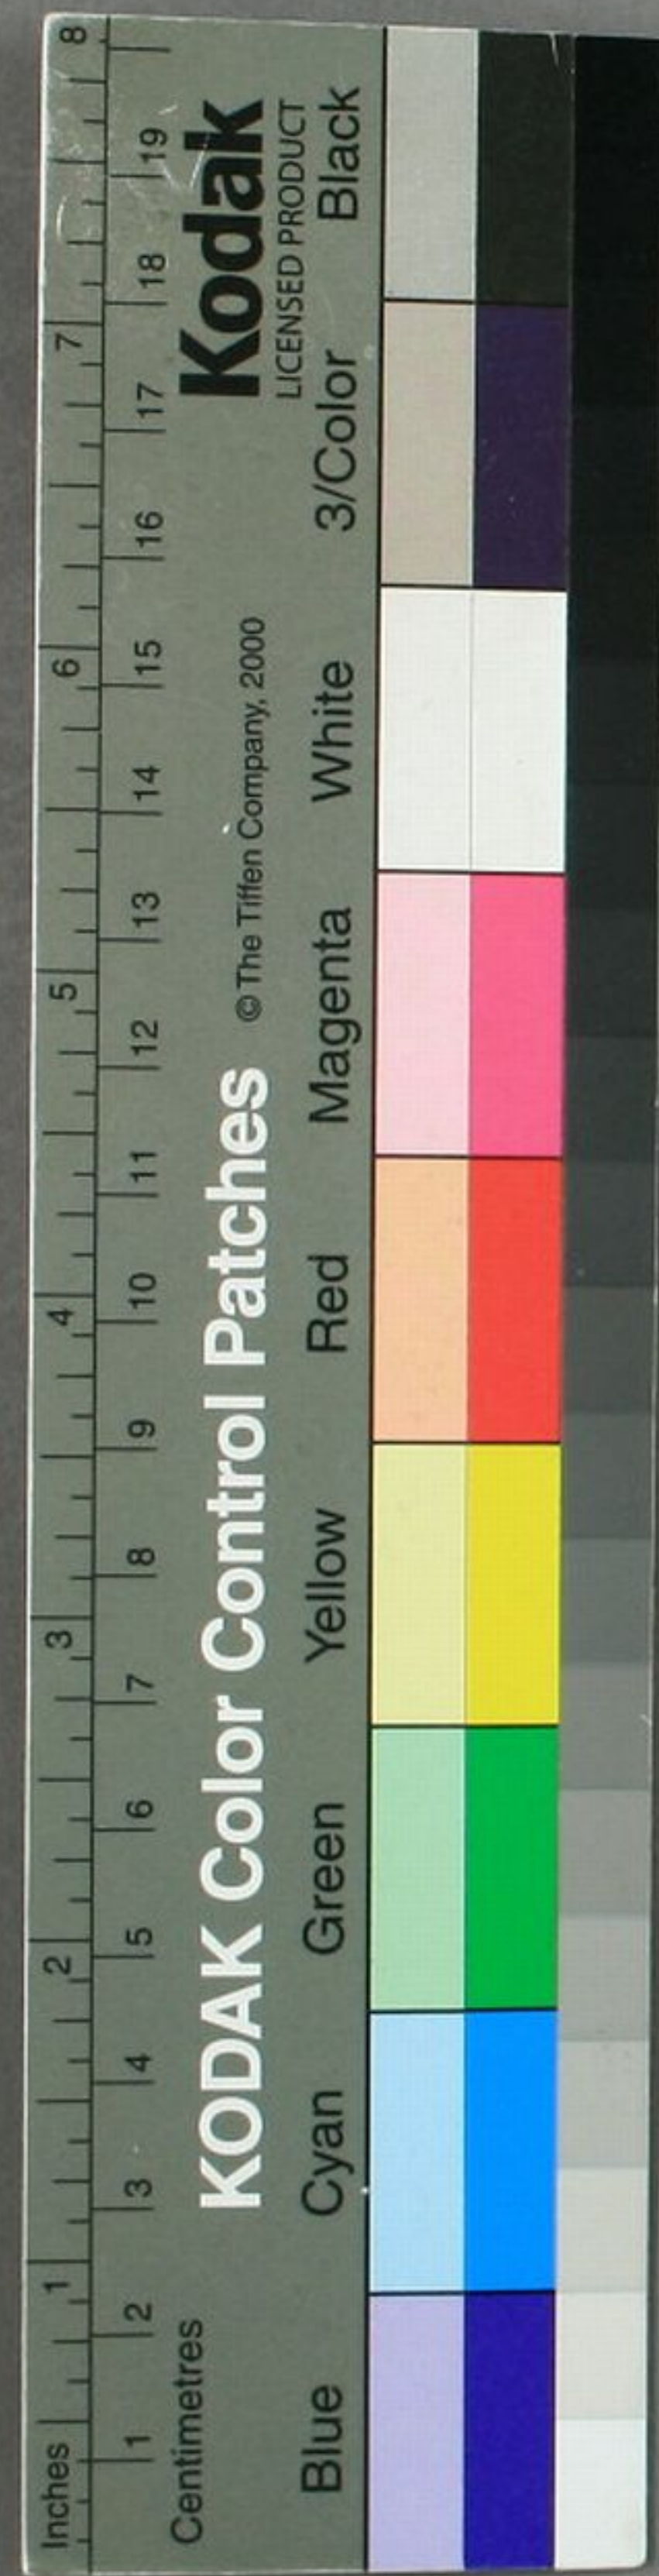 Inches 1 2 3 4 5 6 7 8
Centimetres 1 2 3 4 5 6 7 8 9 10 11 12 13 14 15 16 17 18 19
KODAK Color Control Patches © The Tiffen Company, 2000 Kodak
LICENSED PRODUCT
Blue Cyan Green Yellow Red Magenta White 3/Color Black